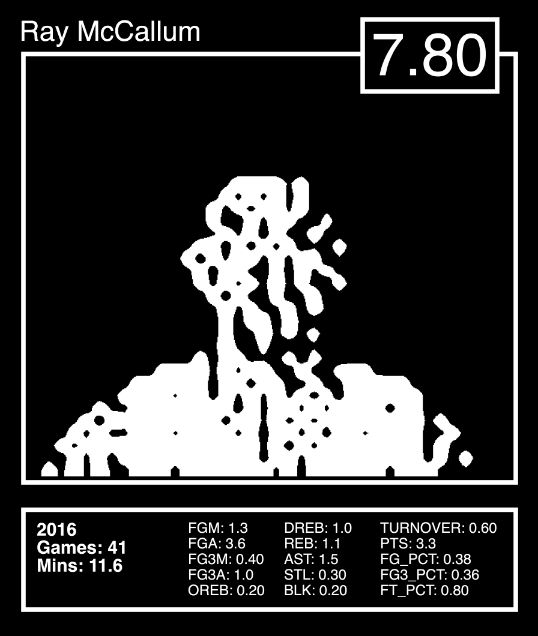 Ray McCallum
7.80
2016
Games: 41
Mins: 11.6
FGM: 1.3
FGA: 3.6
FG3M: 0.40
FG3A: 1.0
OREB: 0.20
DREB: 1.0
REB: 1.1
AST: 1.5
STL: 0.30
BLK: 0.20
TURNOVER: 0.60
PTS: 3.3
FG_PCT: 0.38
FG3_PCT: 0.36
FT_PCT: 0.80